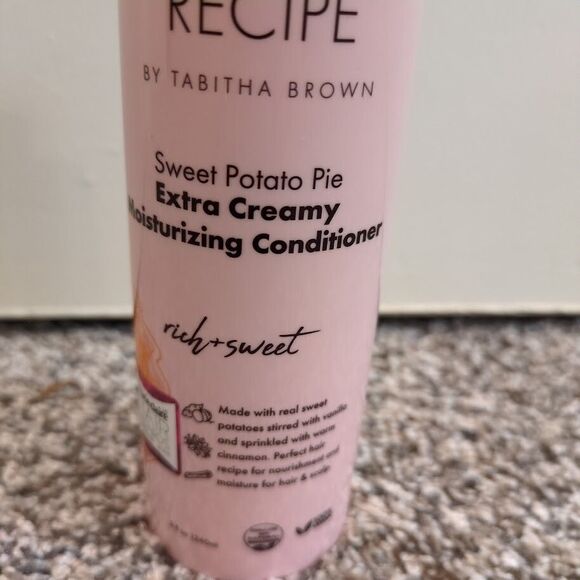 RECIPE
BY TABITHA BROWN
Sweet Potato Pie
Extra Creamy
Moisturizing Conditioner
rich+sweet
Made with real sweet
potatoes stirred with vanilla
and sprinkled with warm
cinnamon. Perfect hair
recipe for nourishment and
moisture for hair & scalp